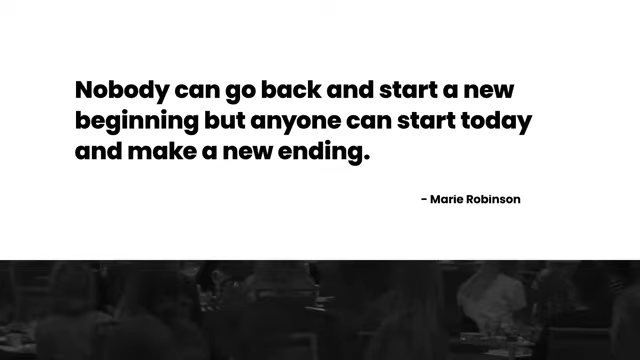 Nobody can go back and start a new
beginning but anyone can start today
and make a new ending.
- Marie Robinson